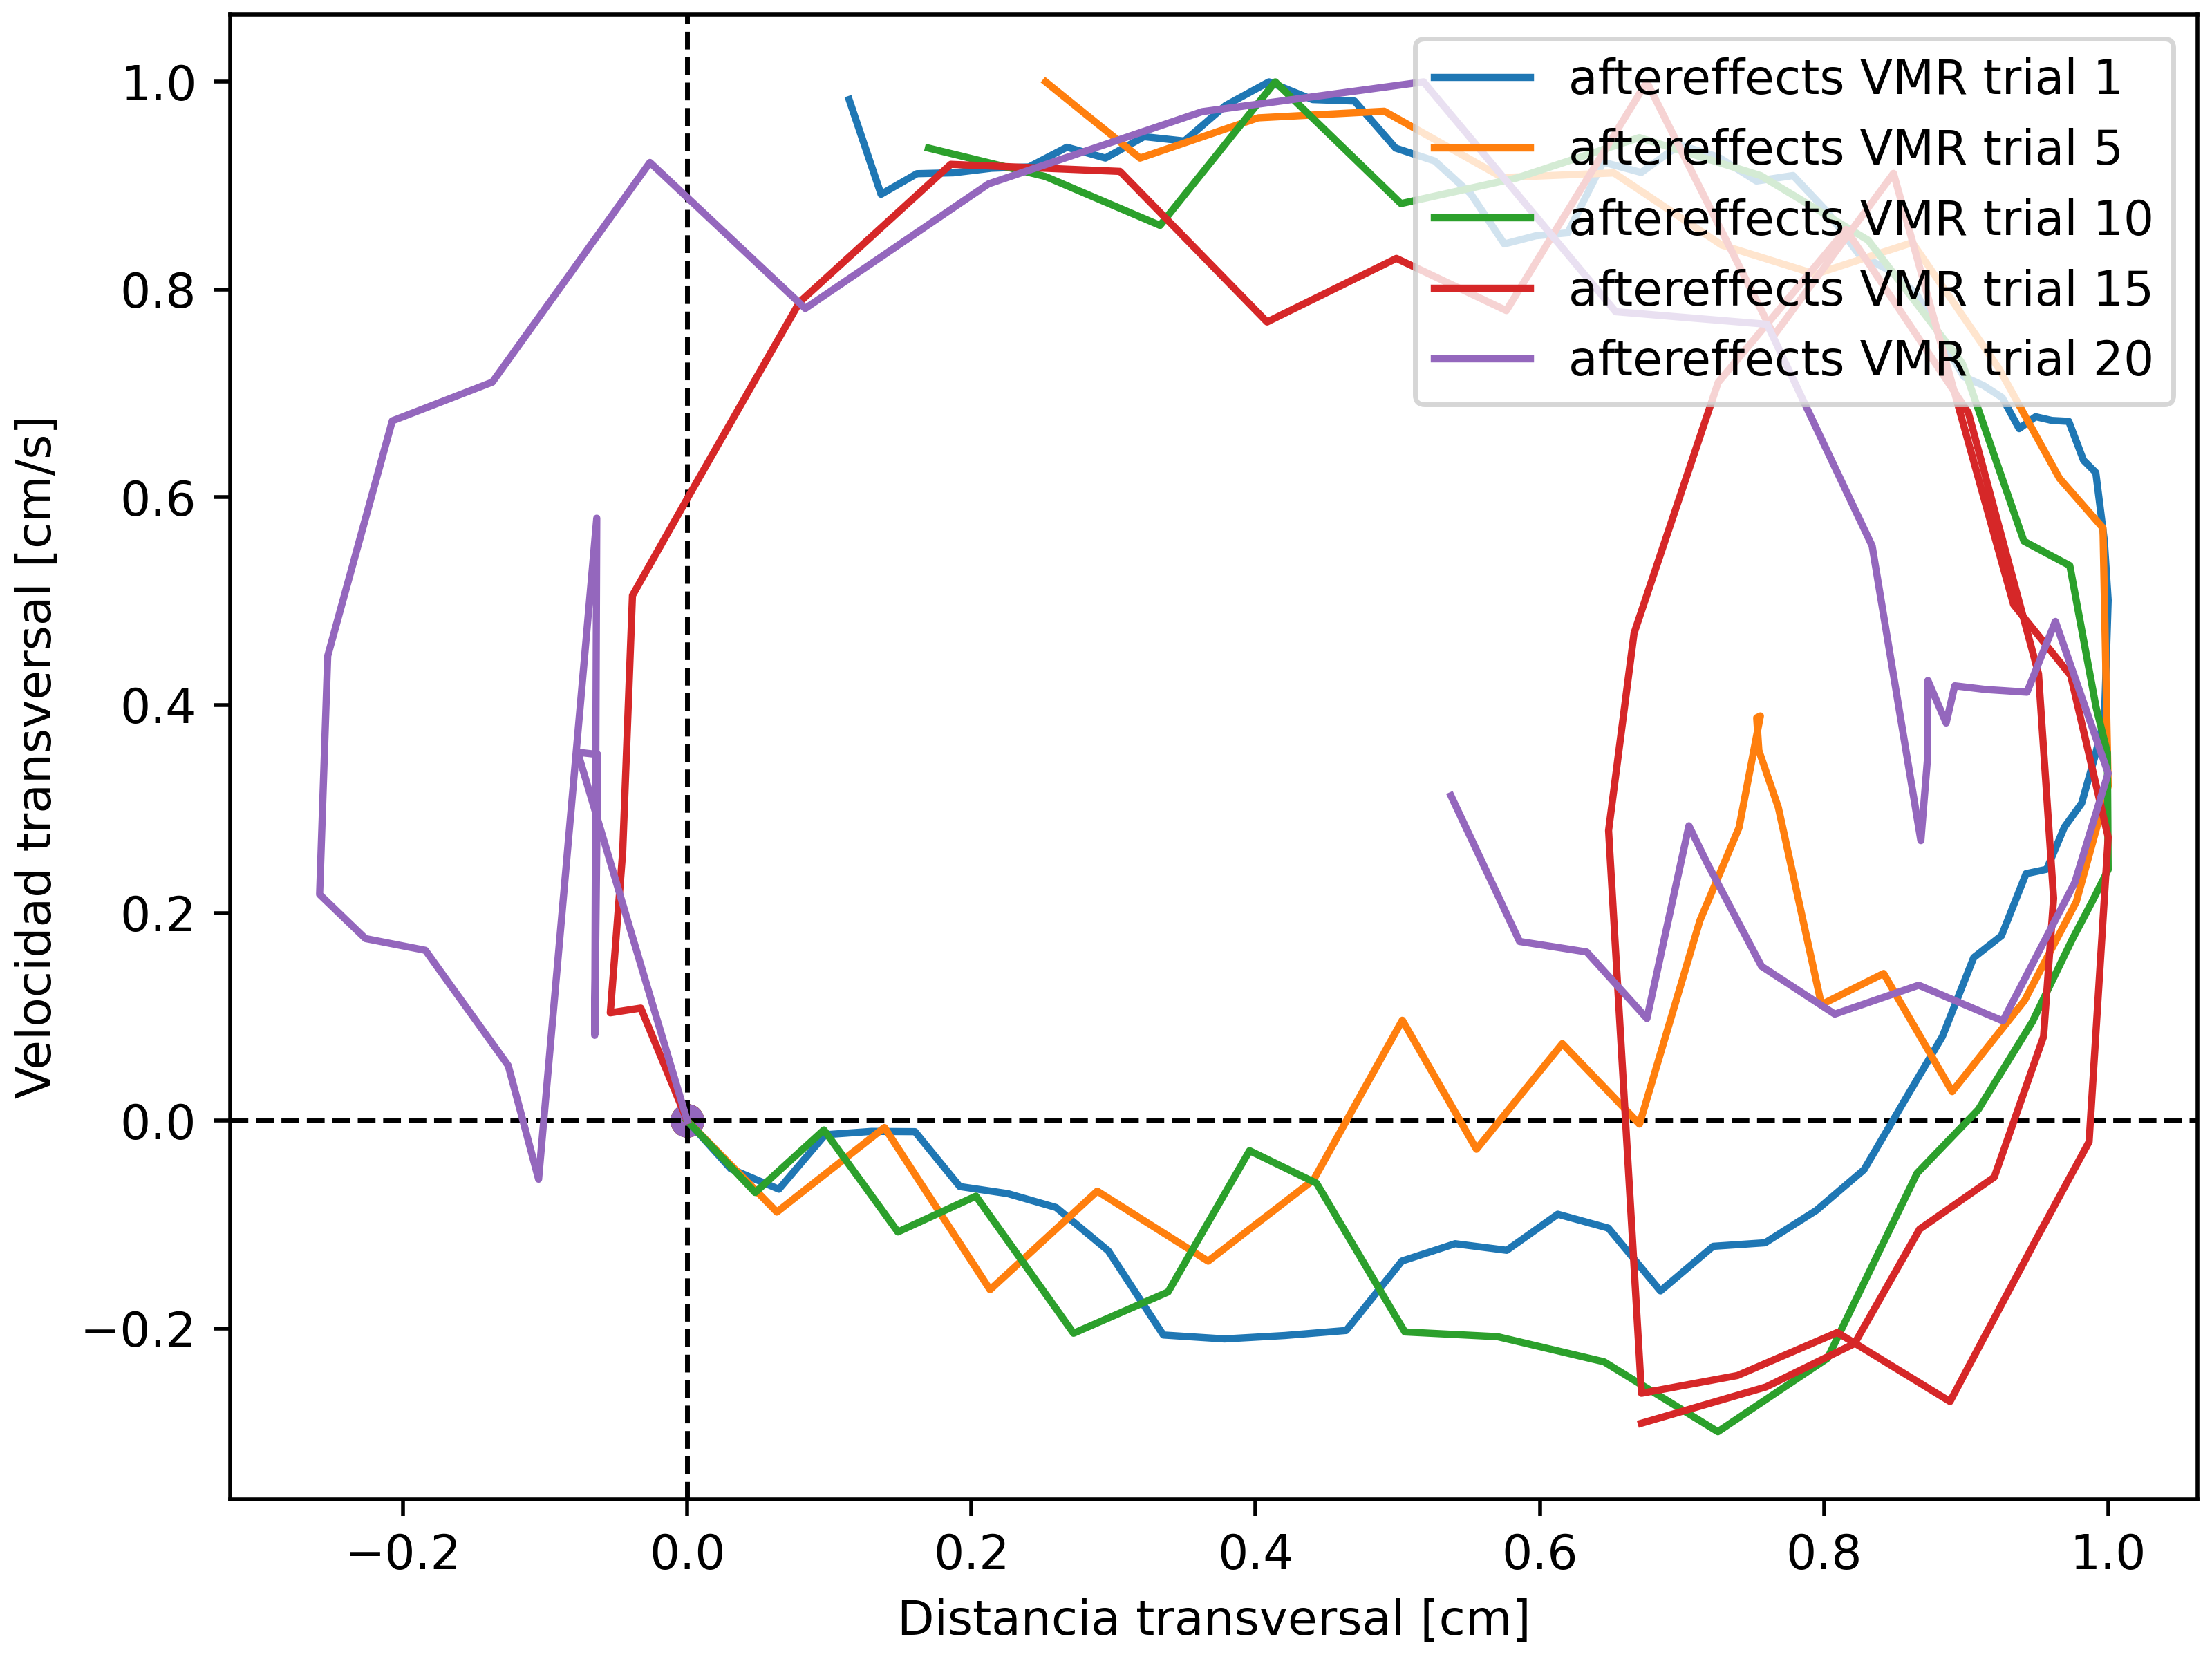 1.0
0.8
0.6
0.4
0.2
0.0
−0.2
Velocidad transversal [cm/s]
aftereffects VMR trial 1
aftereffects VMR trial 5
aftereffects VMR trial 10
aftereffects VMR trial 15
aftereffects VMR trial 20
−0.2 0.0 0.2 0.4 0.6 0.8 1.0
Distancia transversal [cm]